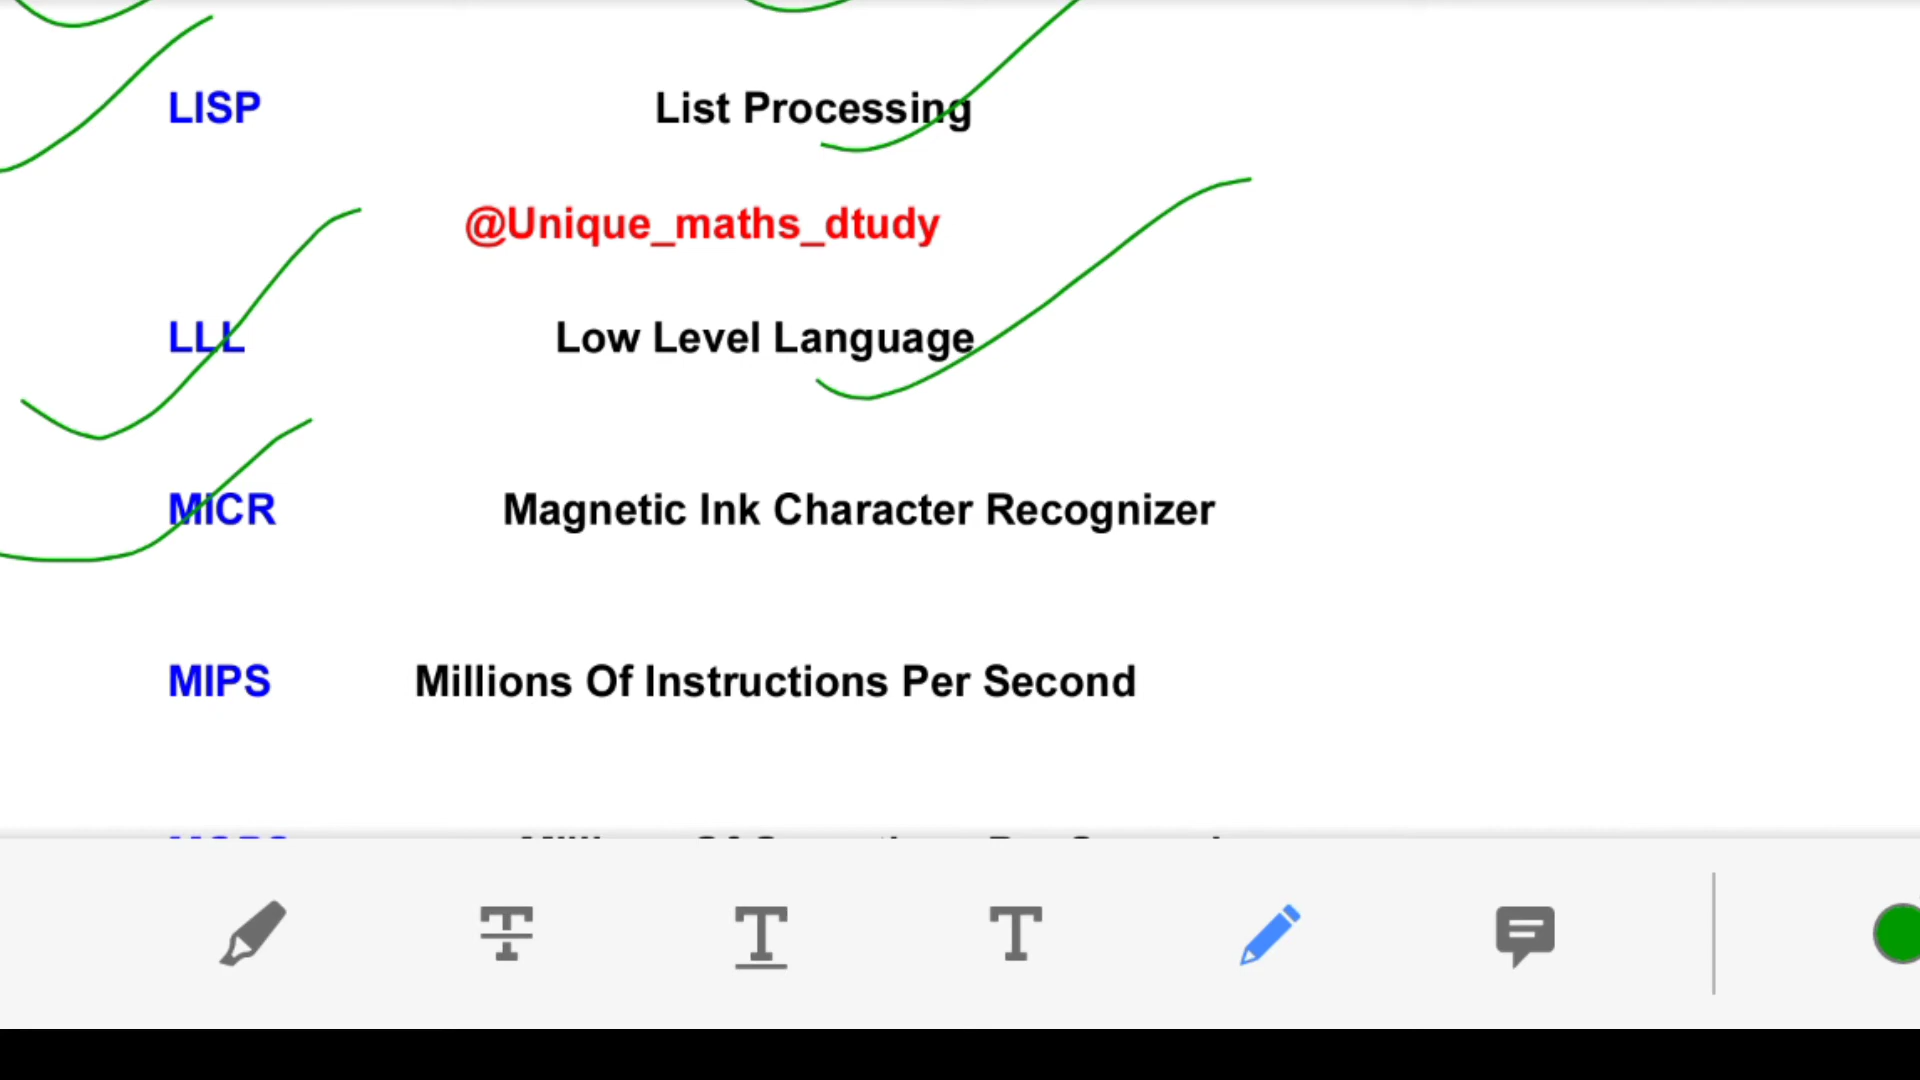 LISP List Processing
@Unique_maths_dtudy
LLL Low Level Language
MICR Magnetic Ink Character Recognizer
MIPS Millions Of Instructions Per Second